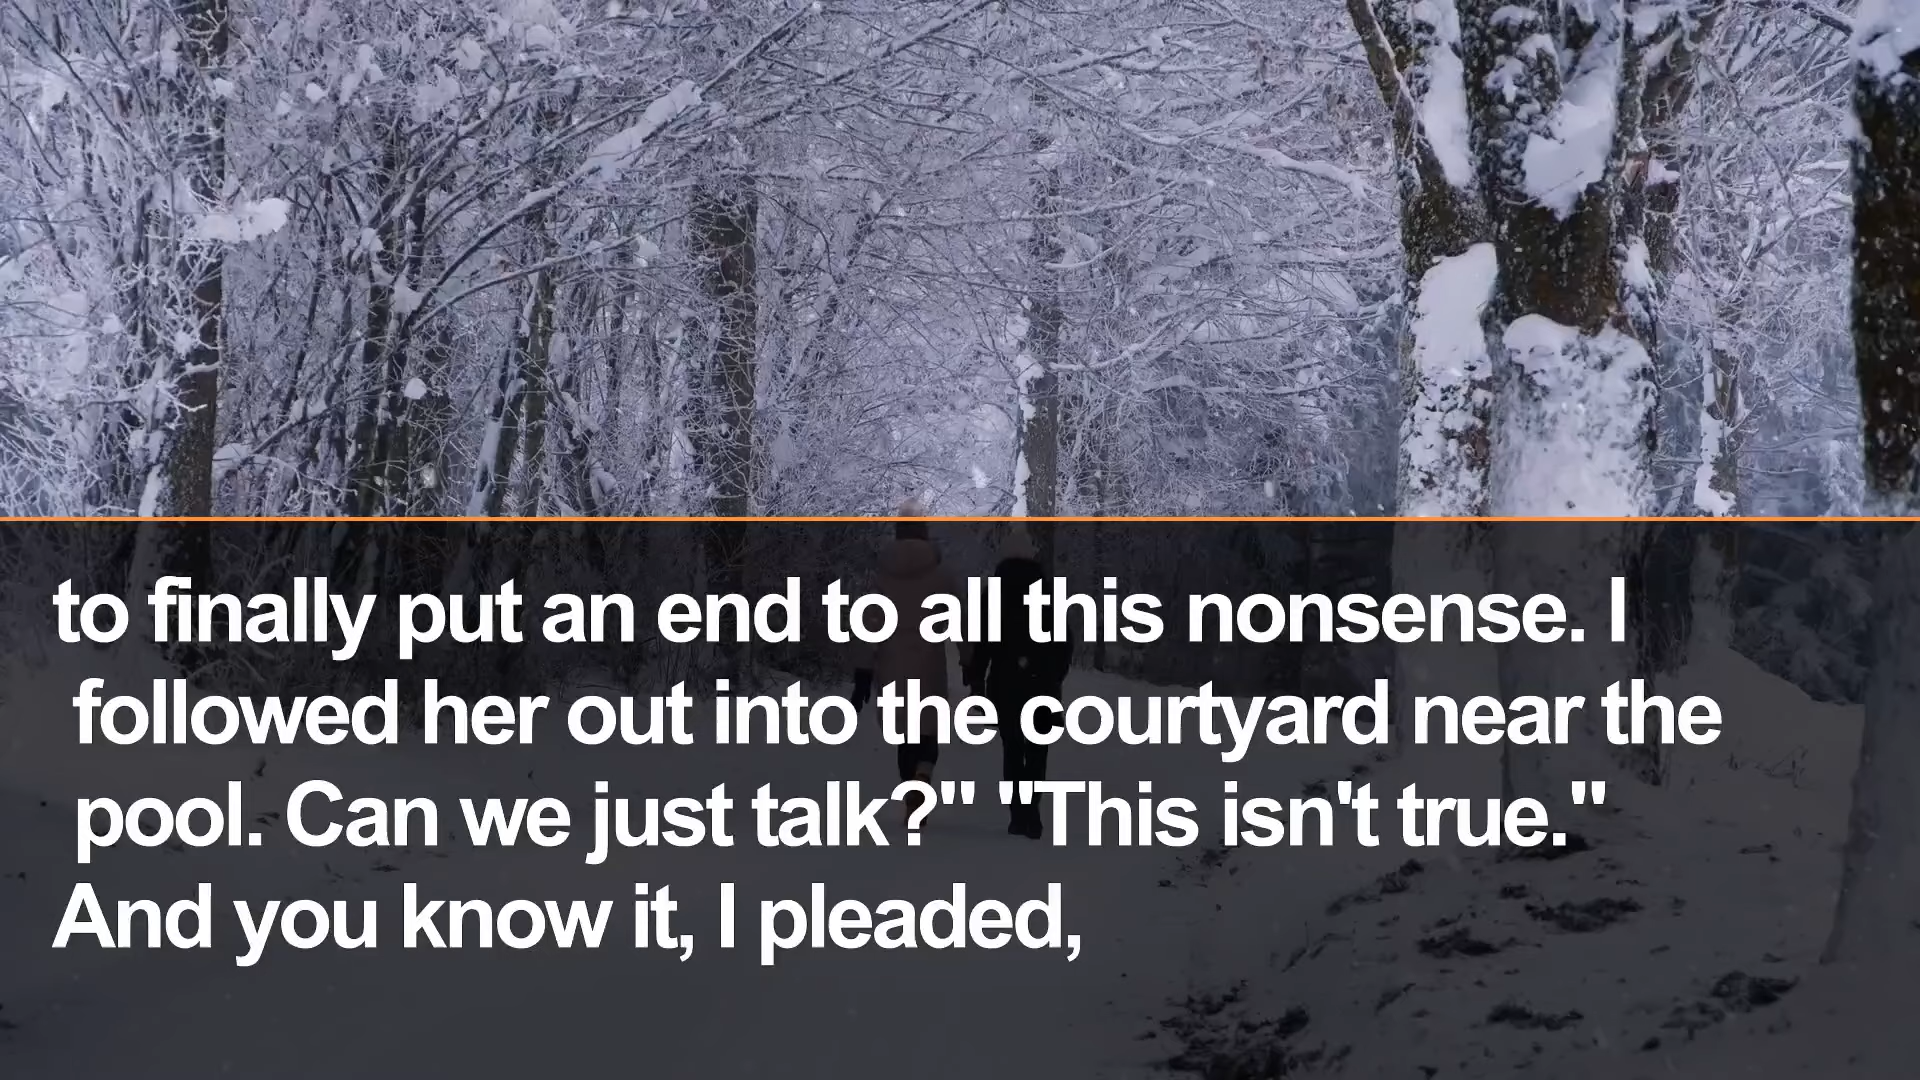 to finally put an end to all this nonsense. I
followed her out into the courtyard near the
pool. Can we just talk?" "This isn't true."
And you know it, I pleaded,